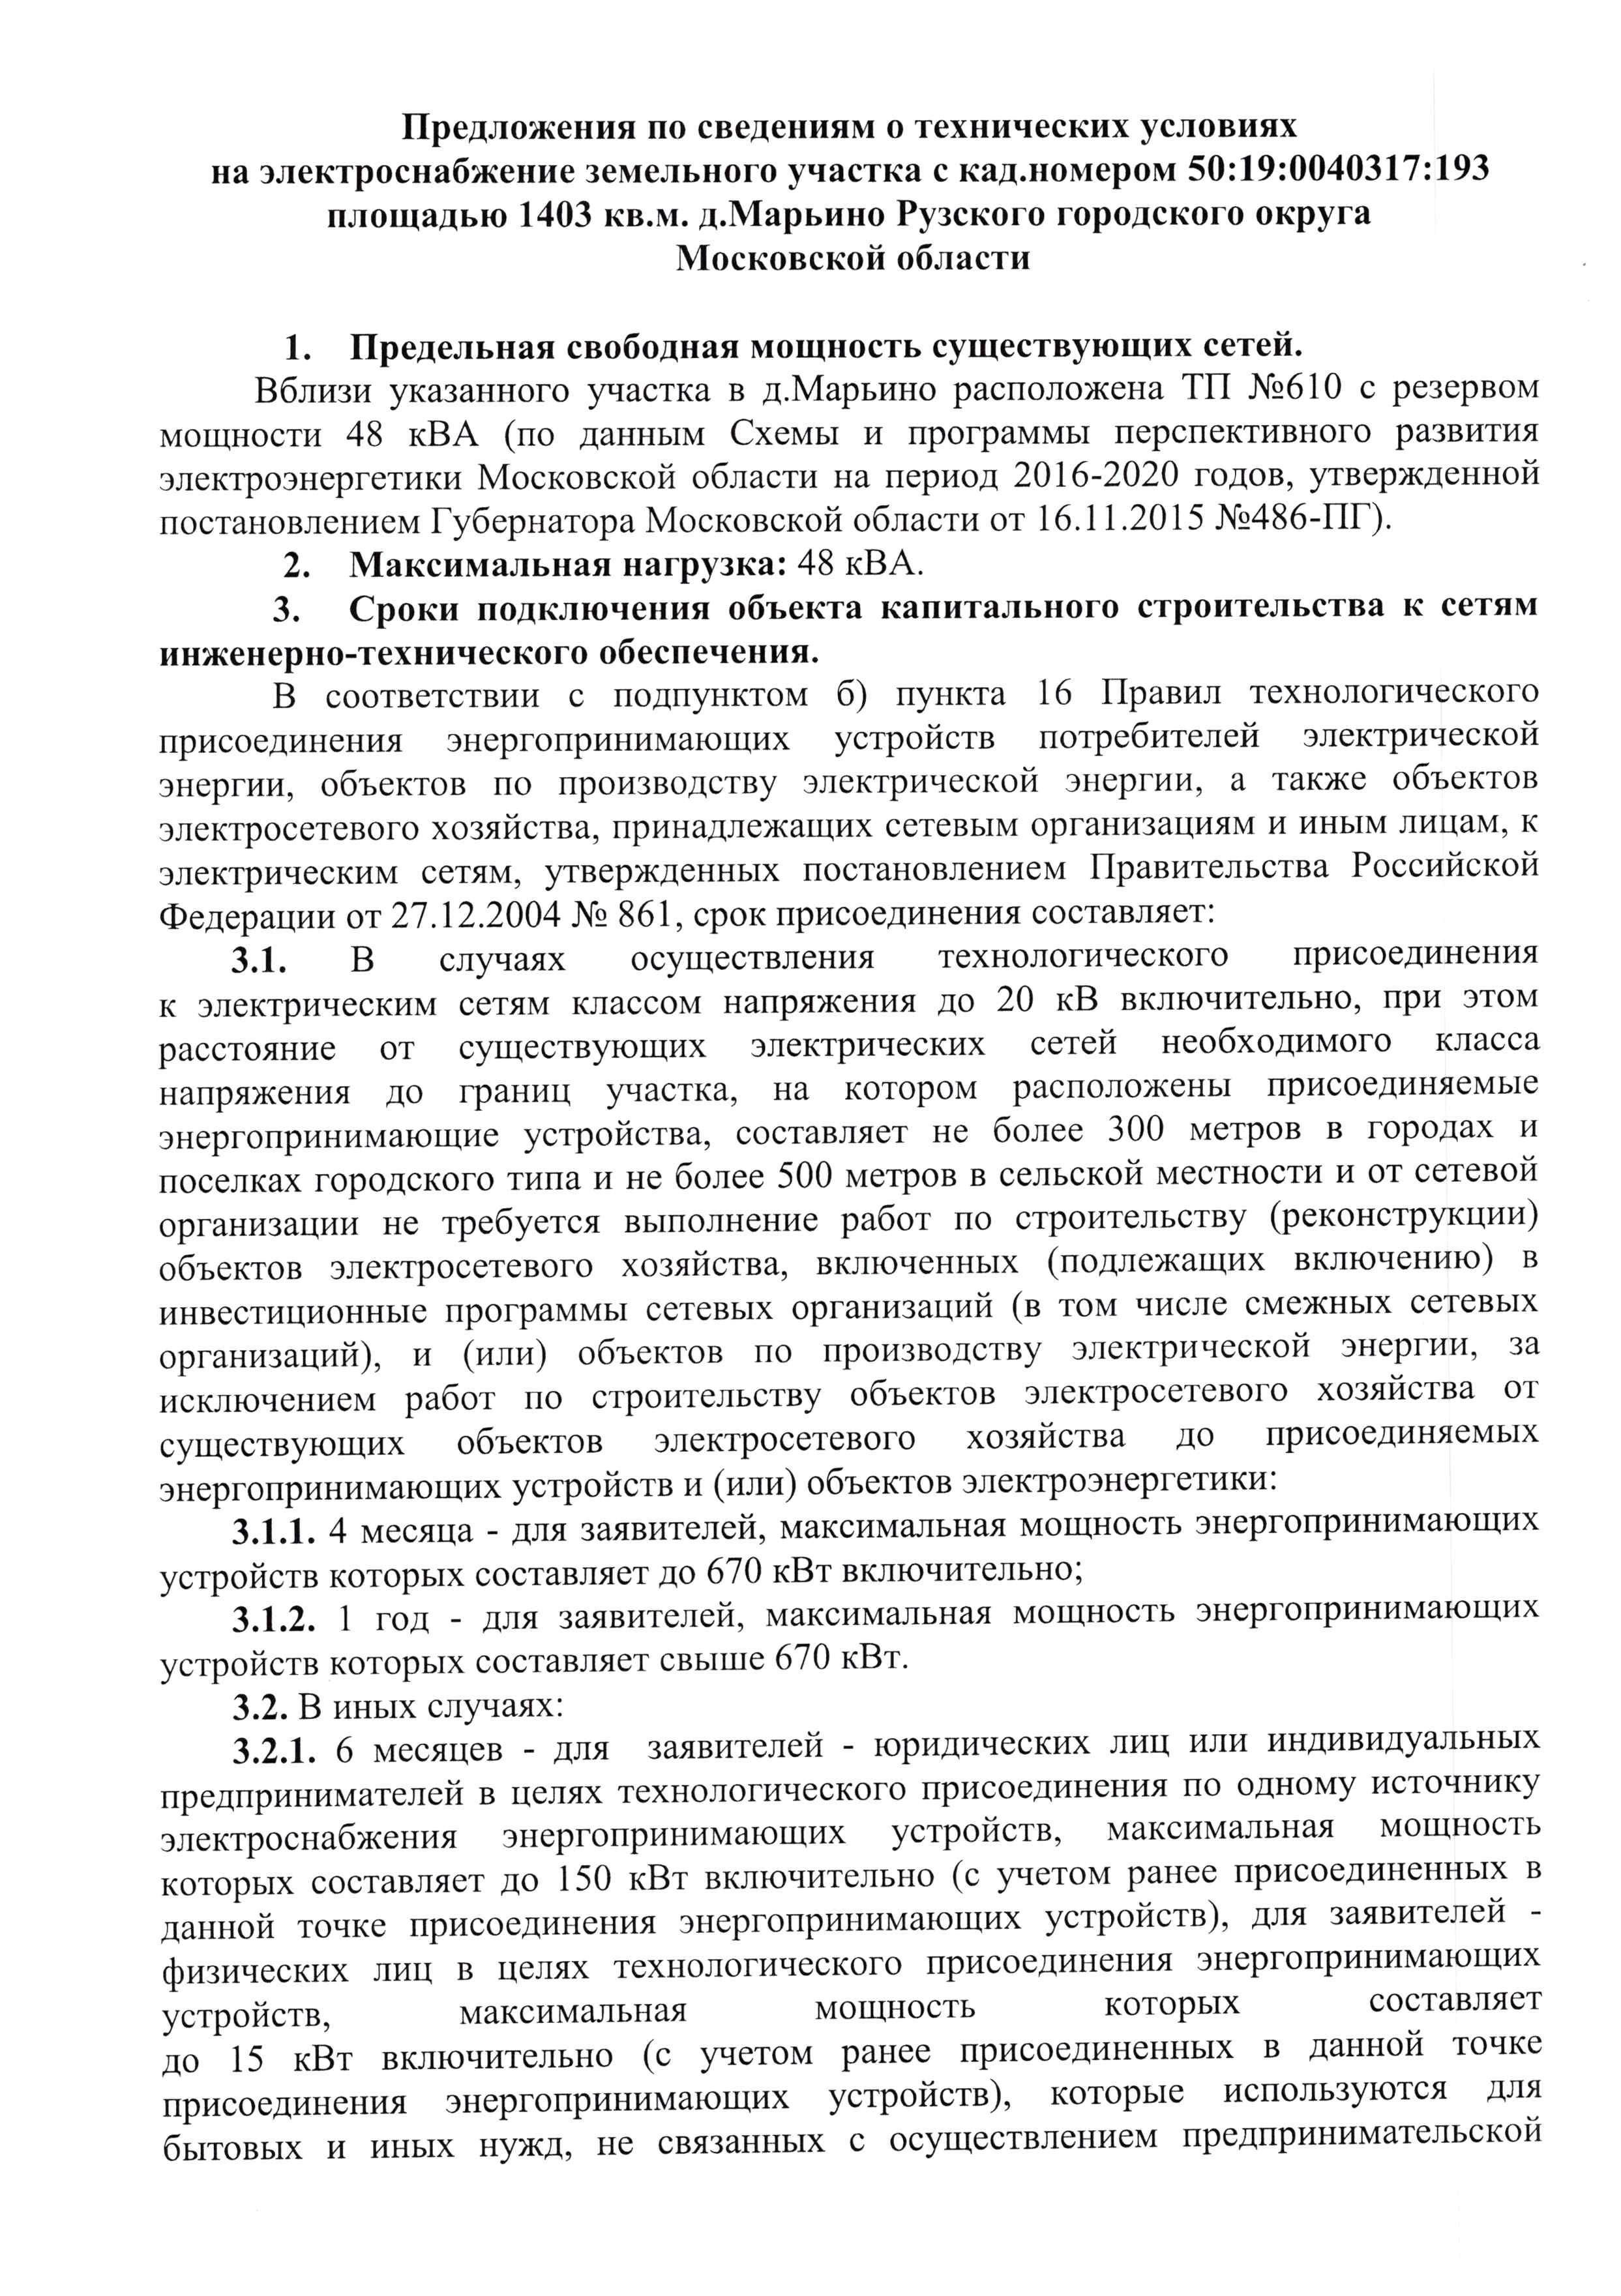 Предложения по сведениям о технических условиях
на электроснабжение земельного участка с кад.номером 50:19:0040317:193
площадью 1403 кв.м. д.Марьино Рузского городского округа
Московской области
1. Предельная свободная мощность существующих сетей.
Вблизи указанного участка в д.Марьино расположена ТП №610 с резервом
мощности 48 кВА (по данным Схемы и программы перспективного развития
электроэнергетики Московской области на период 2016-2020 годов, утвержденной
постановлением Губернатора Московской области от 16.11.2015 №486-ПГ).
2. Максимальная нагрузка: 48 кВА.
3. Сроки подключения объекта капитального строительства к сетям
инженерно-технического обеспечения.
В соответствии с подпунктом б) пункта 16 Правил технологического
присоединения энергопринимающих устройств потребителей электрической
энергии, объектов по производству электрической энергии, а также объектов
электросетевого хозяйства, принадлежащих сетевым организациям и иным лицам, к
электрическим сетям, утвержденных постановлением Правительства Российской
Федерации от 27.12.2004 № 861, срок присоединения составляет:
3.1. В случаях осуществления технологического присоединения
к электрическим сетям классом напряжения до 20 кВ включительно, при этом
расстояние от существующих электрических сетей необходимого класса
напряжения до границ участка, на котором расположены присоединяемые
энергопринимающие устройства, составляет не более 300 метров в городах и
поселках городского типа и не более 500 метров в сельской местности и от сетевой
организации не требуется выполнение работ по строительству (реконструкции)
объектов электросетевого хозяйства, включенных (подлежащих включению) в
инвестиционные программы сетевых организаций (в том числе смежных сетевых
организаций), и (или) объектов по производству электрической энергии, за
исключением работ по строительству объектов электросетевого хозяйства от
существующих объектов электросетевого хозяйства до присоединяемых
энергопринимающих устройств и (или) объектов электроэнергетики:
3.1.1. 4 месяца - для заявителей, максимальная мощность энергопринимающих
устройств которых составляет до 670 кВт включительно;
3.1.2. 1 год - для заявителей, максимальная мощность энергопринимающих
устройств которых составляет свыше 670 кВт.
3.2. В иных случаях:
3.2.1. 6 месяцев - для заявителей - юридических лиц или индивидуальных
предпринимателей в целях технологического присоединения по одному источнику
электроснабжения энергопринимающих устройств, максимальная мощность
которых составляет до 150 кВт включительно (с учетом ранее присоединенных в
данной точке присоединения энергопринимающих устройств), для заявителей -
физических лиц в целях технологического присоединения энергопринимающих
устройств, максимальная мощность которых составляет
до 15 кВт включительно (с учетом ранее присоединенных в данной точке
присоединения энергопринимающих устройств), которые используются для
бытовых и иных нужд, не связанных с осуществлением предпринимательской